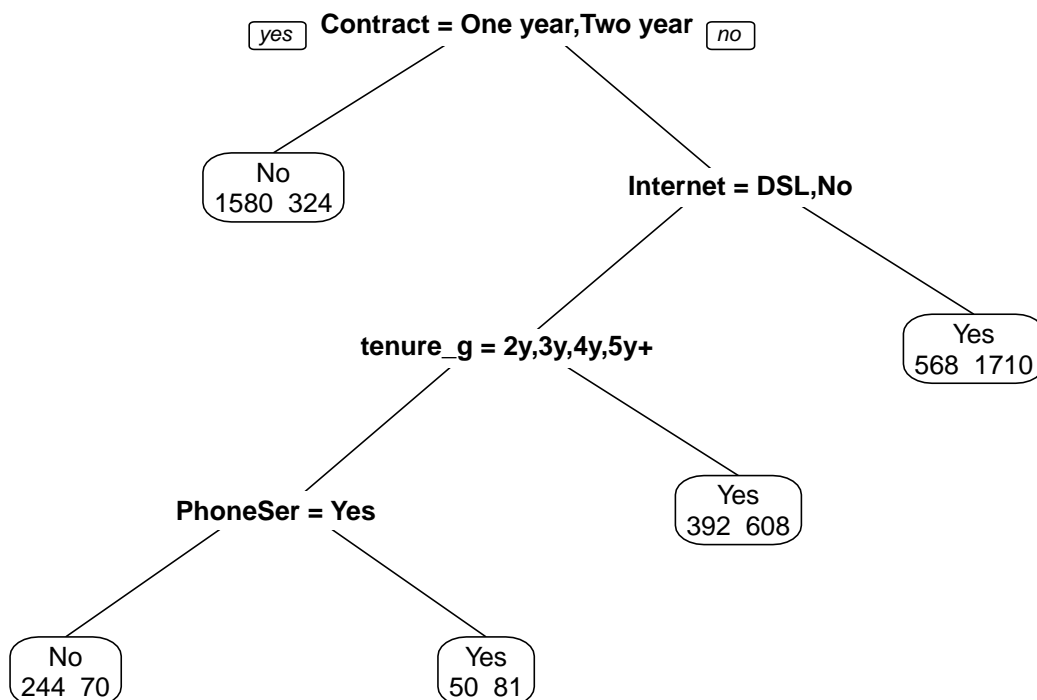 yes Contract = One year,Two year no
No
1580 324
Internet = DSL,No
Yes
568 1710
tenure_g = 2y,3y,4y,5y+
Yes
392 608
PhoneSer = Yes
No
244 70
Yes
50 81